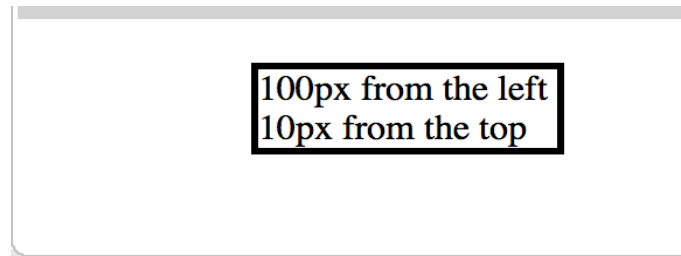 100px from the left
10px from the top